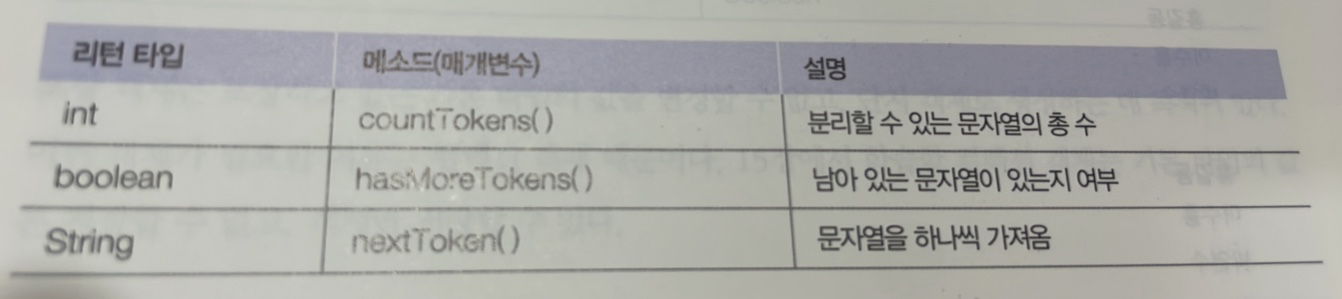 리턴 타입 메소드(매개변수) 설명
int countTokens() 분리할 수 있는 문자열의 총 수
boolean hasMoreTokens() 남아 있는 문자열이 있는지 여부
String nextToken() 문자열을 하나씩 가져옴